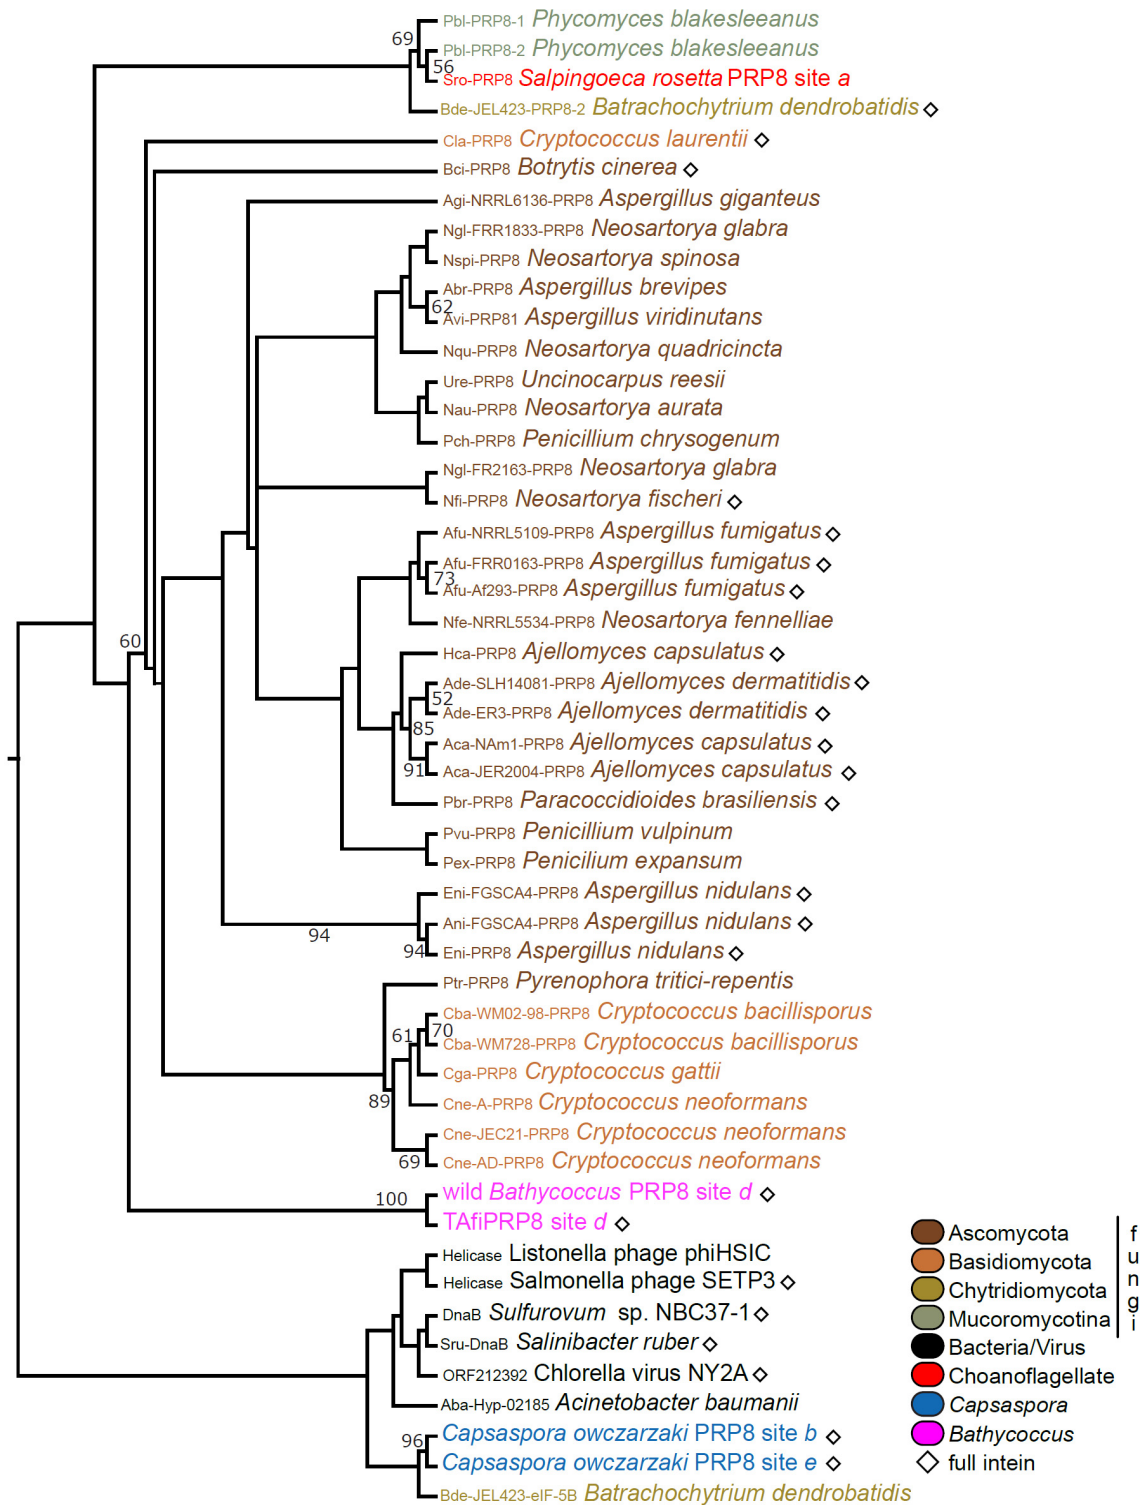 Pbl-PRP8-1 Phycomyces blakesleeanus
69
Pbl-PRP8-2 Phycomyces blakesleeanus
56
Sro-PRP8 Salpingoeca rosetta PRP8 site a
Bde-JEL423-PRP8-2 Batrachochytrium dendrobatidis
Cla-PRP8 Cryptococcus laurentii
Bci-PRP8 Botrytis cinerea
Agi-NRRL6136-PRP8 Aspergillus giganteus
Ngl-FRR1833-PRP8 Neosartorya glabra
Nspi-PRP8 Neosartorya spinosa
Abr-PRP8 Aspergillus brevipes
62
Avi-PRP81 Aspergillus viridinutans
Nqu-PRP8 Neosartorya quadricincta
Ure-PRP8 Uncinocarpus reesii
Nau-PRP8 Neosartorya aurata
Pch-PRP8 Penicillium chrysogenum
Ngl-FR2163-PRP8 Neosartorya glabra
Nfi-PRP8 Neosartorya fischeri
Afu-NRRL5109-PRP8 Aspergillus fumigatus
Afu-FRR0163-PRP8 Aspergillus fumigatus
73
Afu-Af293-PRP8 Aspergillus fumigatus
Nfe-NRRL5534-PRP8 Neosartorya fennelliae
60
Hca-PRP8 Ajellomyces capsulatus
Ade-SLH14081-PRP8 Ajellomyces dermatitidis
52
Ade-ER3-PRP8 Ajellomyces dermatitidis
85
Aca-NAm1-PRP8 Ajellomyces capsulatus
91
Aca-JER2004-PRP8 Ajellomyces capsulatus
Pbr-PRP8 Paracoccidioides brasiliensis
Pvu-PRP8 Penicillium vulpinum
Pex-PRP8 Penicilium expansum
Eni-FGSCA4-PRP8 Aspergillus nidulans
Ani-FGSCA4-PRP8 Aspergillus nidulans
94
94
Eni-PRP8 Aspergillus nidulans
Ptr-PRP8 Pyrenophora tritici-repentis
Cba-WM02-98-PRP8 Cryptococcus bacillisporus
61
70
Cba-WM728-PRP8 Cryptococcus bacillisporus
Cga-PRP8 Cryptococcus gattii
89
Cne-A-PRP8 Cryptococcus neoformans
Cne-JEC21-PRP8 Cryptococcus neoformans
69
Cne-AD-PRP8 Cryptococcus neoformans
100
wild Bathycoccus PRP8 site d
TAfiPRP8 site d
Helicase Listonella phage phiHSIC
Helicase Salmonella phage SETP3
DnaB Sulfurovum sp. NBC37-1
Sru-DnaB Salinibacter ruber
ORF212392 Chlorella virus NY2A
Aba-Hyp-02185 Acinetobacter baumanii
96
Capsaspora owczarzaki PRP8 site b
Capsaspora owczarzaki PRP8 site e
Bde-JEL423-eIF-5B Batrachochytrium dendrobatidis
Ascomycota
Basidiomycota
Chytridiomycota
Mucoromycotina
fungi
Bacteria/Virus
Choanoflagellate
Capsaspora
Bathycoccus
full intein